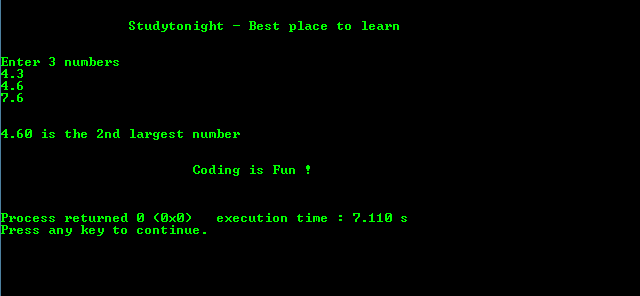 Studytonight - Best place to learn
Enter 3 numbers
4.3
4.6
7.6
4.60 is the 2nd largest number
Coding is Fun !
Process returned 0 (0x0)   execution time : 7.110 s
Press any key to continue.